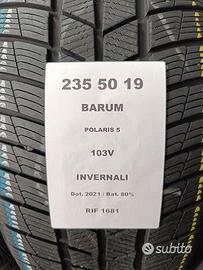 235 50 19
BARUM
POLARIS 5
103V
INVERNALI
Dot. 2021 / Bat. 80%
RIF 1681
subito